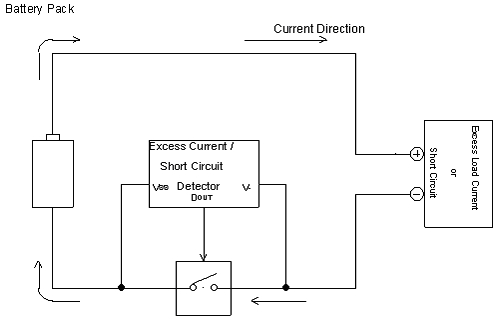 Battery Pack
Current Direction
Excess Current /
Short Circuit
Detector
VSS
V-
DOUT
+
-
Excess Load Current
or
Short Circuit